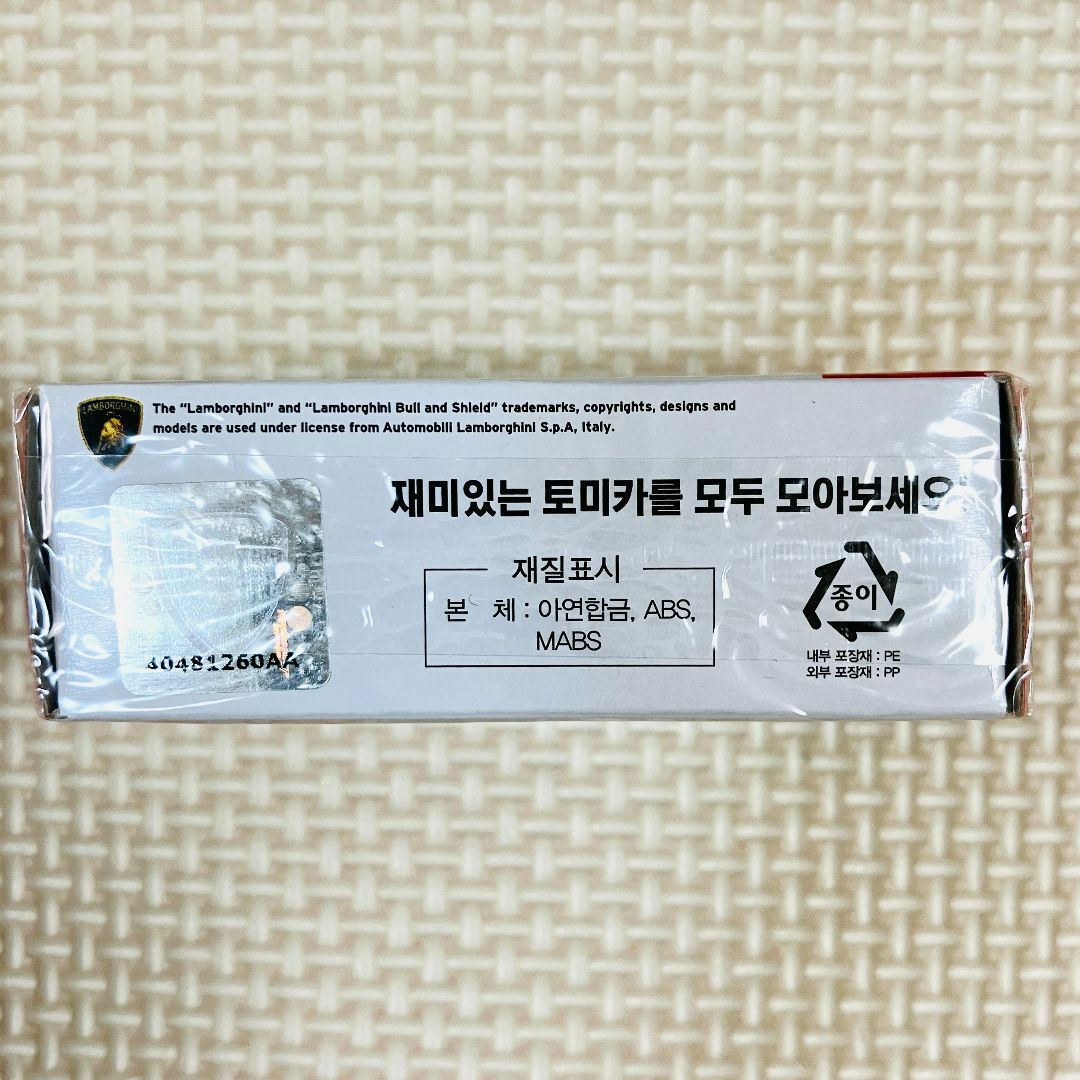 LAMBORGHINI
The "Lamborghini" and "Lamborghini Bull and Shield" trademarks, copyrights, designs and
models are used under license from Automobili Lamborghini S.p.A, Italy.
재미있는 토미카를 모두 모아보세요
재질표시
본 체 : 아연합금, ABS,
MABS
종이
내부 포장재 : PE
외부 포장재 : PP
40481260AA